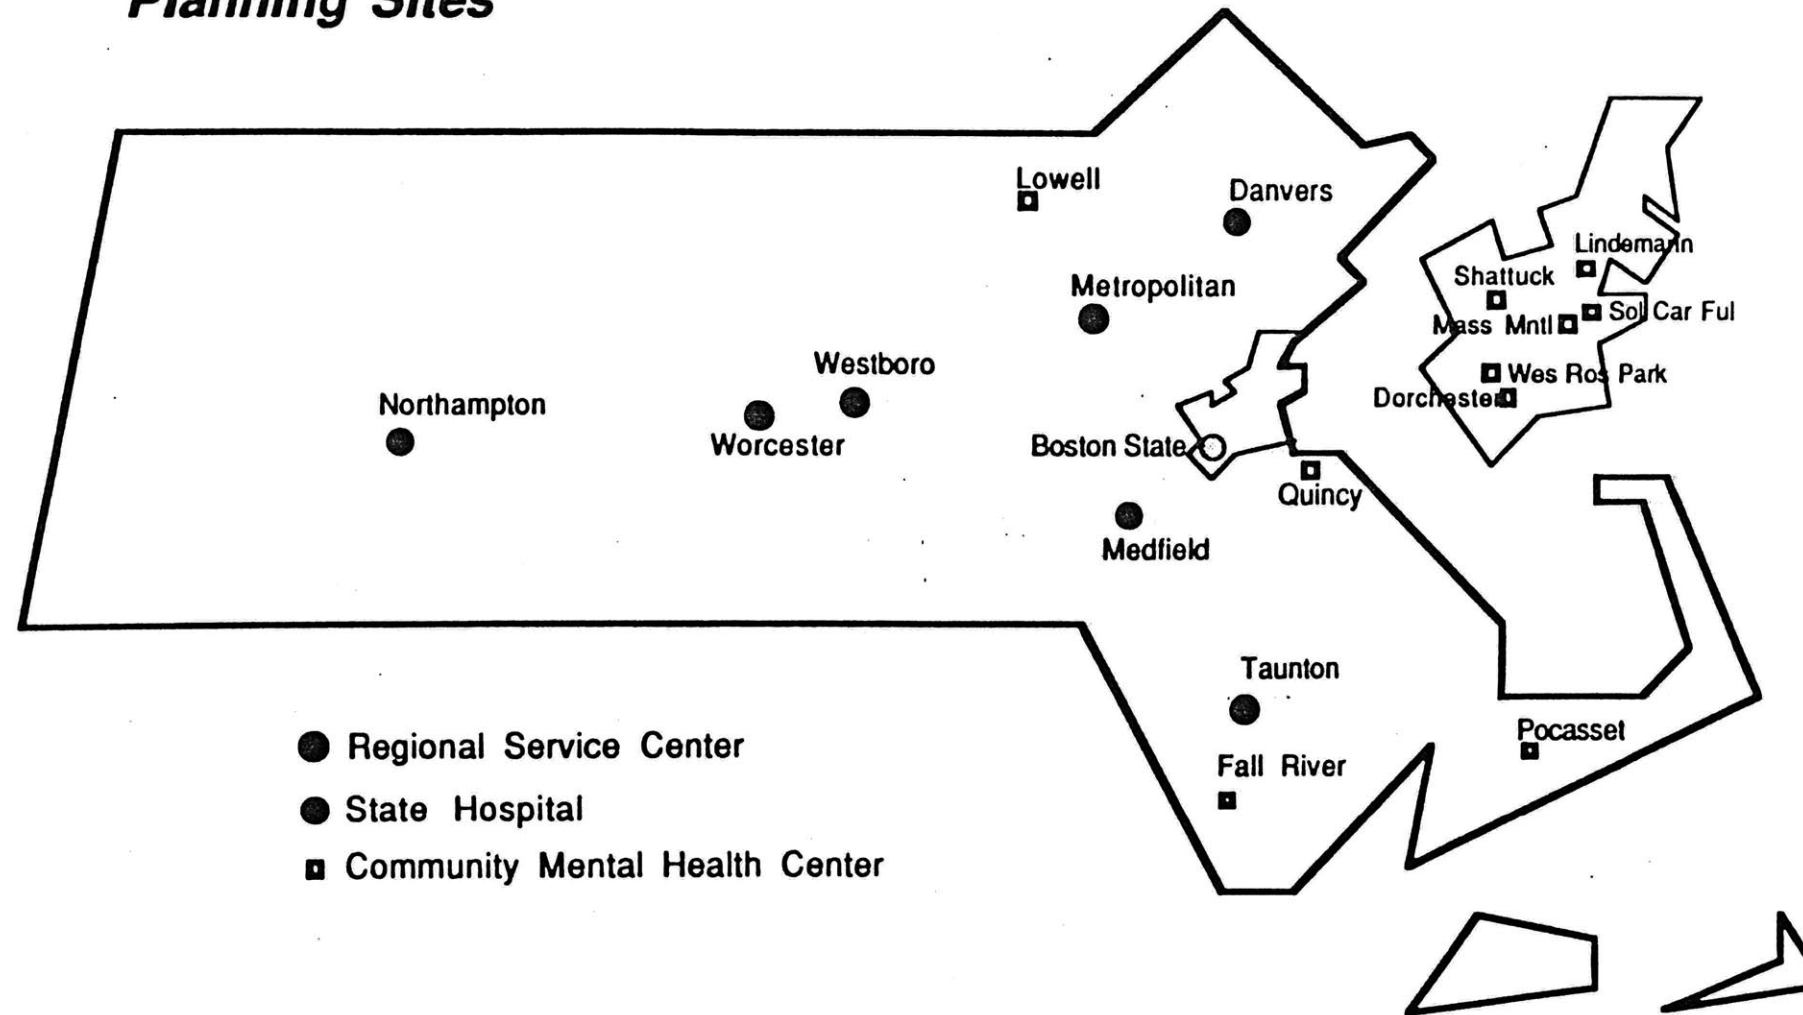 Planning Sites
Lowell
Danvers
Lindemann
Shattuck
Metropolitan
Sol Car Ful
Mass Mntl
Westboro
Wes Ros Park
Northampton
Dorchester
Worcester
Boston State
Quincy
Medfield
Taunton
Pocasset
Regional Service Center
Fall River
State Hospital
Community Mental Health Center